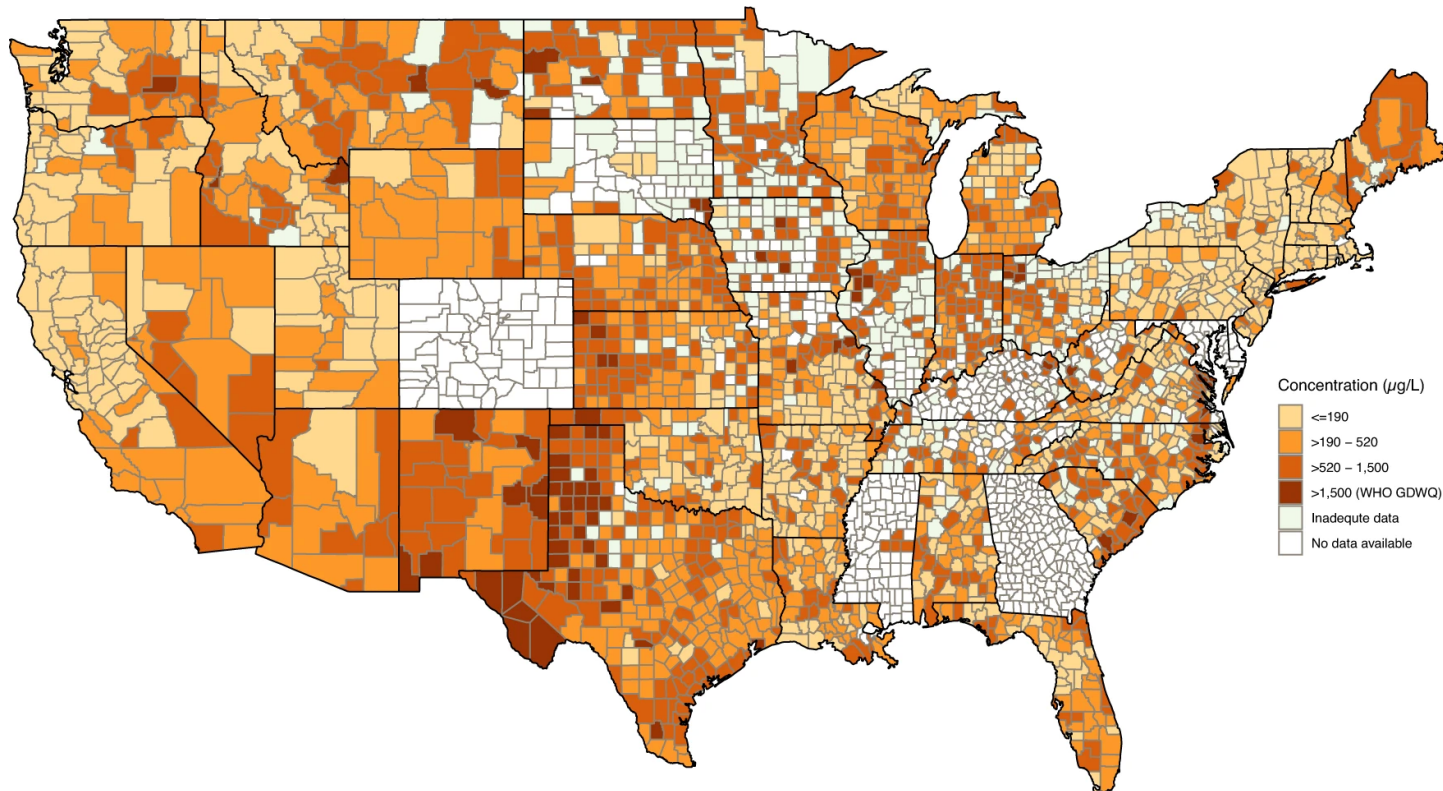 Concentration (µg/L)
<=190
>190 – 520
>520 – 1,500
>1,500 (WHO GDWQ)
Inadequte data
No data available